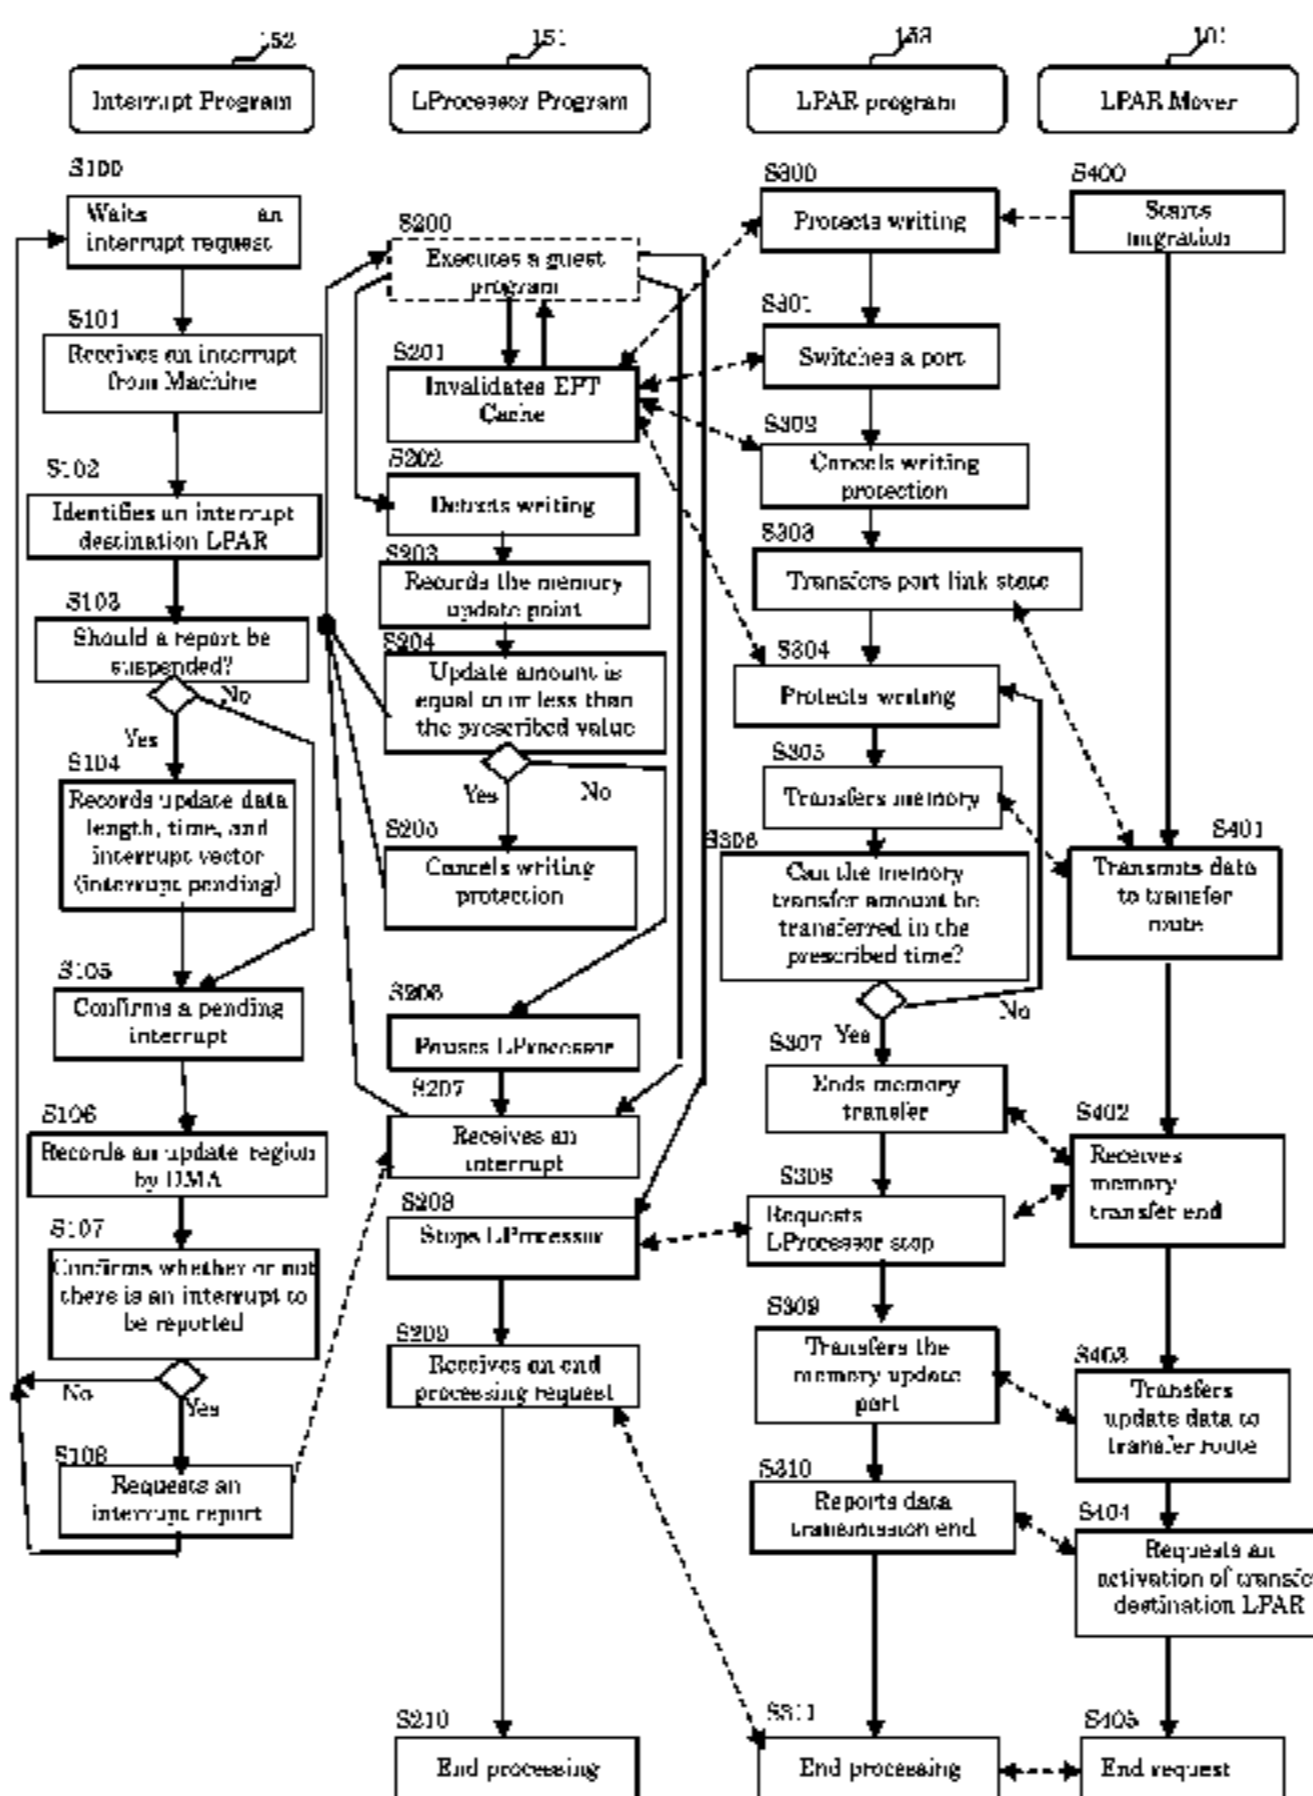 152
Interrupt Program
151
LProcessor Program
153
LPAR program
101
LPAR Mover
S100
Waits an
interrupt request
S101
Receives an interrupt
from Machine
S102
Identifies an interrupt
destination LPAR
S103
Should a report be
suspended?
No
Yes
S104
Records update data
length, time, and
interrupt vector
(interrupt pending)
S105
Confirms a pending
interrupt
S106
Records an update region
by DMA
S107
Confirms whether or not
there is an interrupt to
be reported
No
Yes
S108
Requests an
interrupt report
S200
Executes a guest
program
S201
Invalidates EPT
Cache
S202
Detects writing
S203
Records the memory
update point
S204
Update amount is
equal to or less than
the prescribed value
Yes
No
S205
Cancels writing
protection
S206
Pauses LProcessor
S207
Receives an
interrupt
S208
Stops LProcessor
S209
Receives an end
processing request
S210
End processing
S300
Protects writing
S301
Switches a port
S302
Cancels writing
protection
S303
Transfers port link state
S304
Protects writing
S305
Transfers memory
S306
Can the memory
transfer amount be
transferred in the
prescribed time?
No
Yes
S307
Ends memory
transfer
S308
Requests
LProcessor stop
S309
Transfers the
memory update
part
S310
Reports data
transmission end
S311
End processing
S400
Starts
migration
S401
Transmits data
to transfer
route
S402
Receives
memory
transfer end
S403
Transfers
update data to
transfer route
S404
Requests an
activation of transfe
destination LPAR
S405
End request